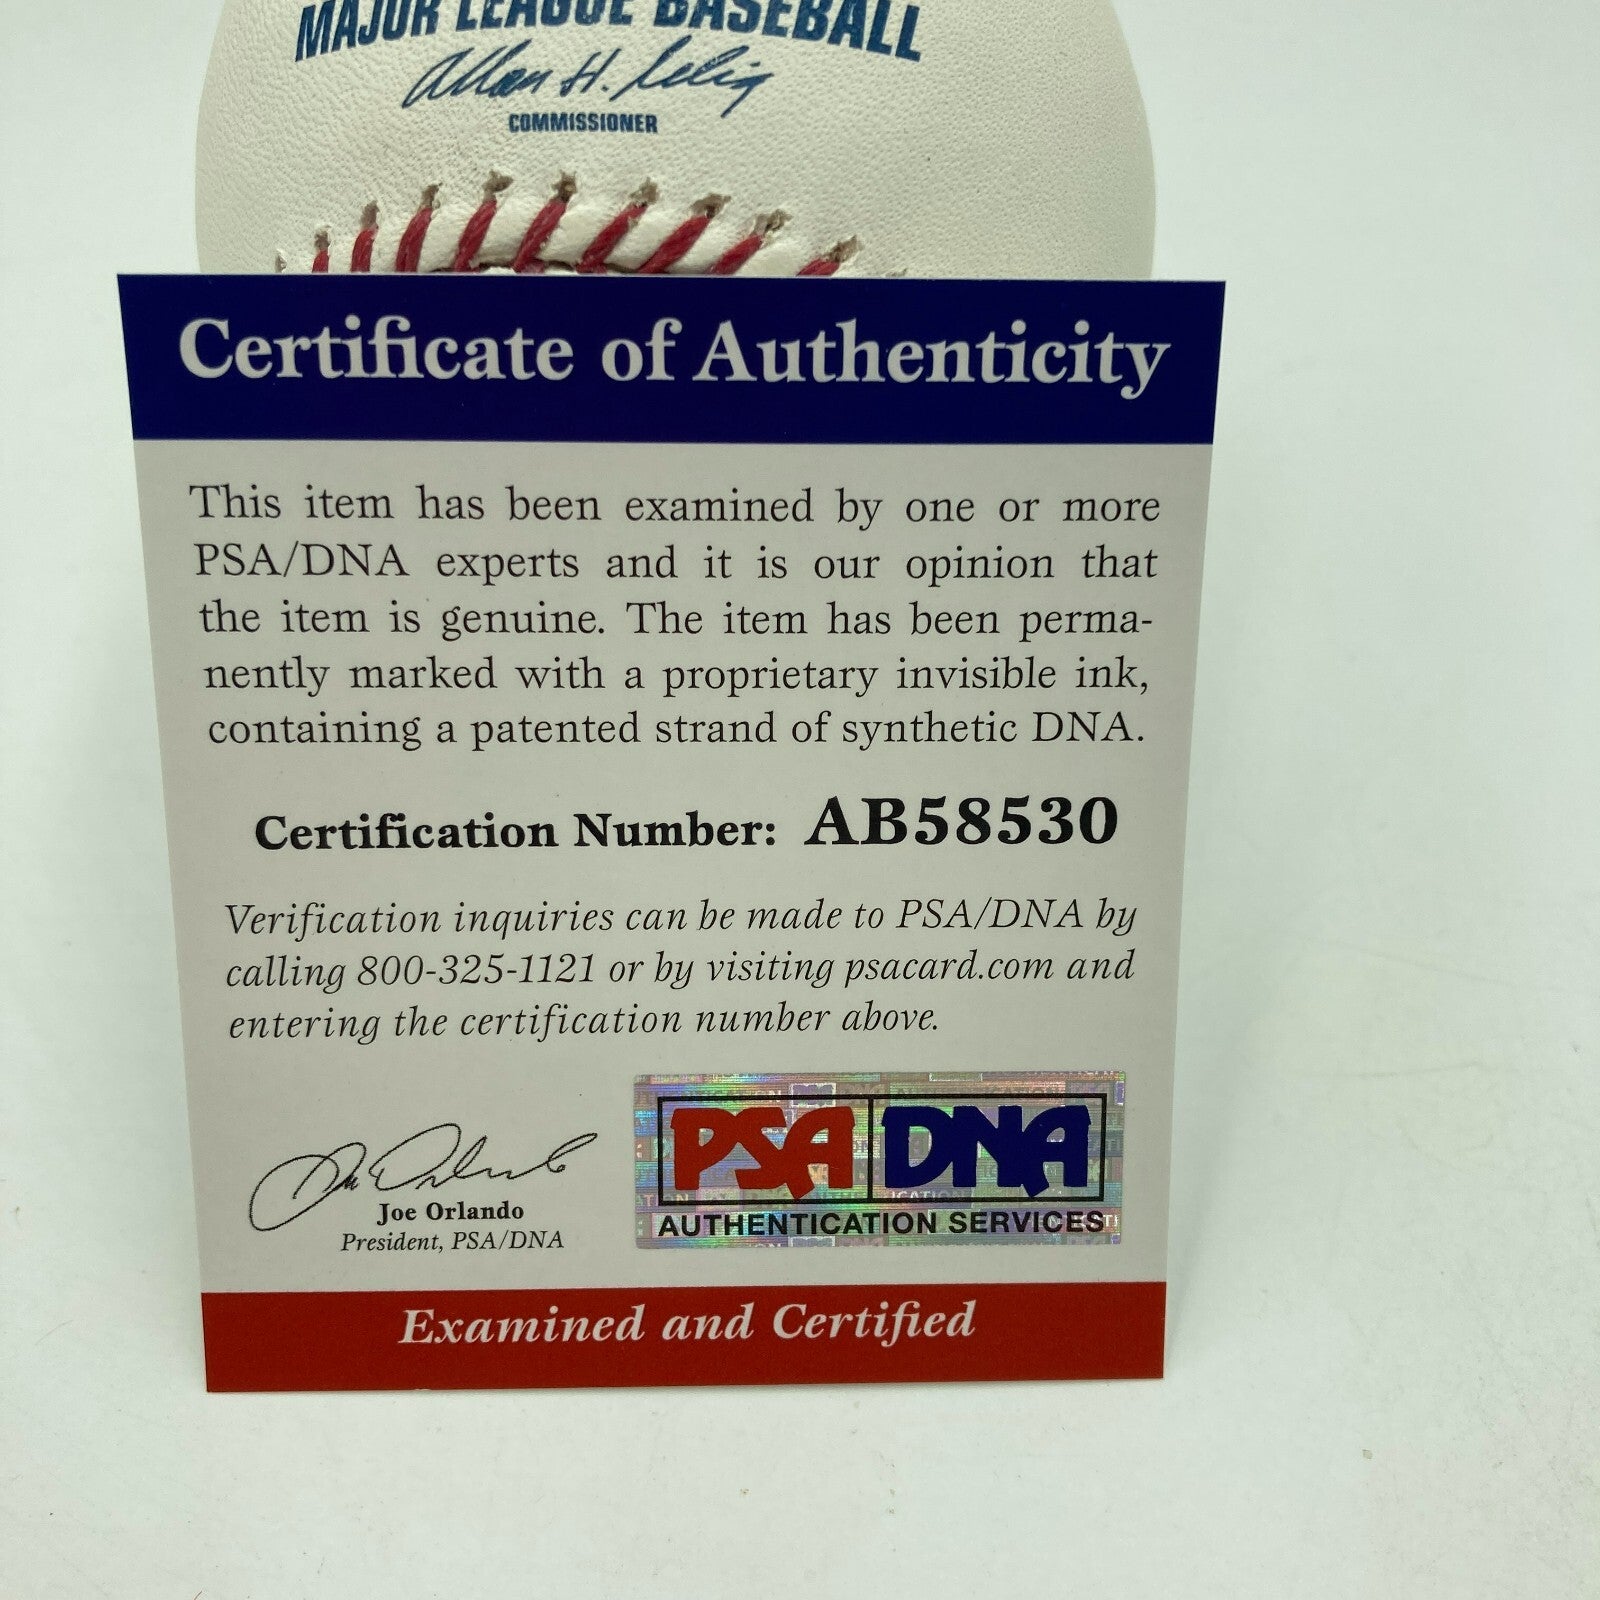 MAJOR LEAGUE BASEBALL
Allan H. Selig
COMMISSIONER
Certificate of Authenticity
This item has been examined by one or more
PSA/DNA experts and it is our opinion that
the item is genuine. The item has been perma-
nently marked with a proprietary invisible ink,
containing a patented strand of synthetic DNA.
Certification Number: AB58530
Verification inquiries can be made to PSA/DNA by
calling 800-325-1121 or by visiting psacard.com and
entering the certification number above.
Joe Orlando
President, PSA/DNA
PSA DNA
AUTHENTICATION SERVICES
Examined and Certified